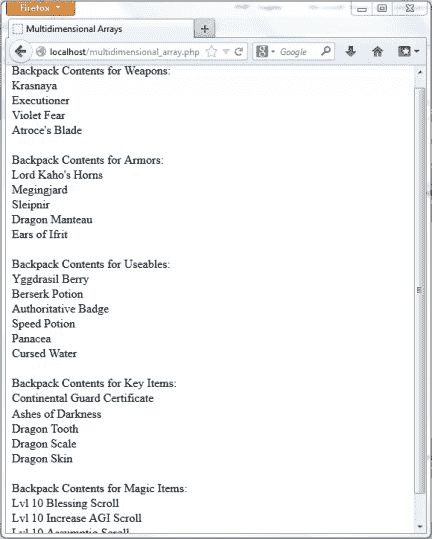 Firefox
Multidimensional Arrays
localhost/multidimensional_array.php
Google
Backpack Contents for Weapons:
Krasnaya
Executioner
Violet Fear
Atroce's Blade
Backpack Contents for Armors:
Lord Kaho's Horns
Megingjard
Sleipnir
Dragon Manteau
Ears of Ifrit
Backpack Contents for Useables:
Yggdrasil Berry
Berserk Potion
Authoritative Badge
Speed Potion
Panacea
Cursed Water
Backpack Contents for Key Items:
Continental Guard Certificate
Ashes of Darkness
Dragon Tooth
Dragon Scale
Dragon Skin
Backpack Contents for Magic Items:
Lvl 10 Blessing Scroll
Lvl 10 Increase AGI Scroll
Lvl 10 Assumptio Scroll